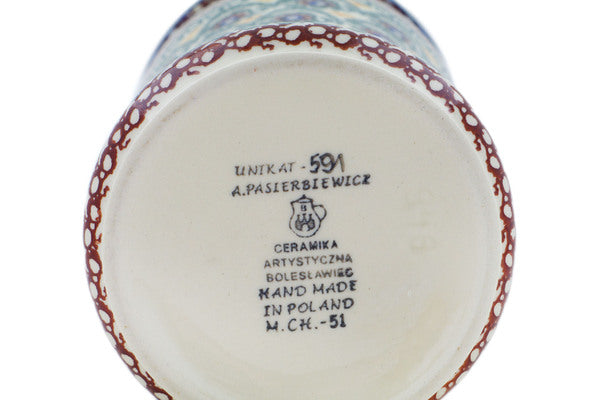 UNIKAT - 591
A. PASIERBIEWICZ
B
CERAMIKA
ARTYSTYCZNA
BOLESŁAWIEC
HAND MADE
IN POLAND
M.CH.-51